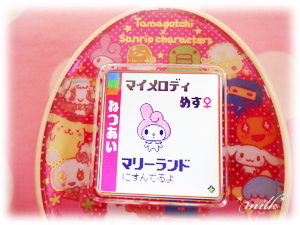 Tamagotchi
×
Sanrio characters
マイメロディ
めす♀
ねつあい
マリーランド
にすんでるよ
milk